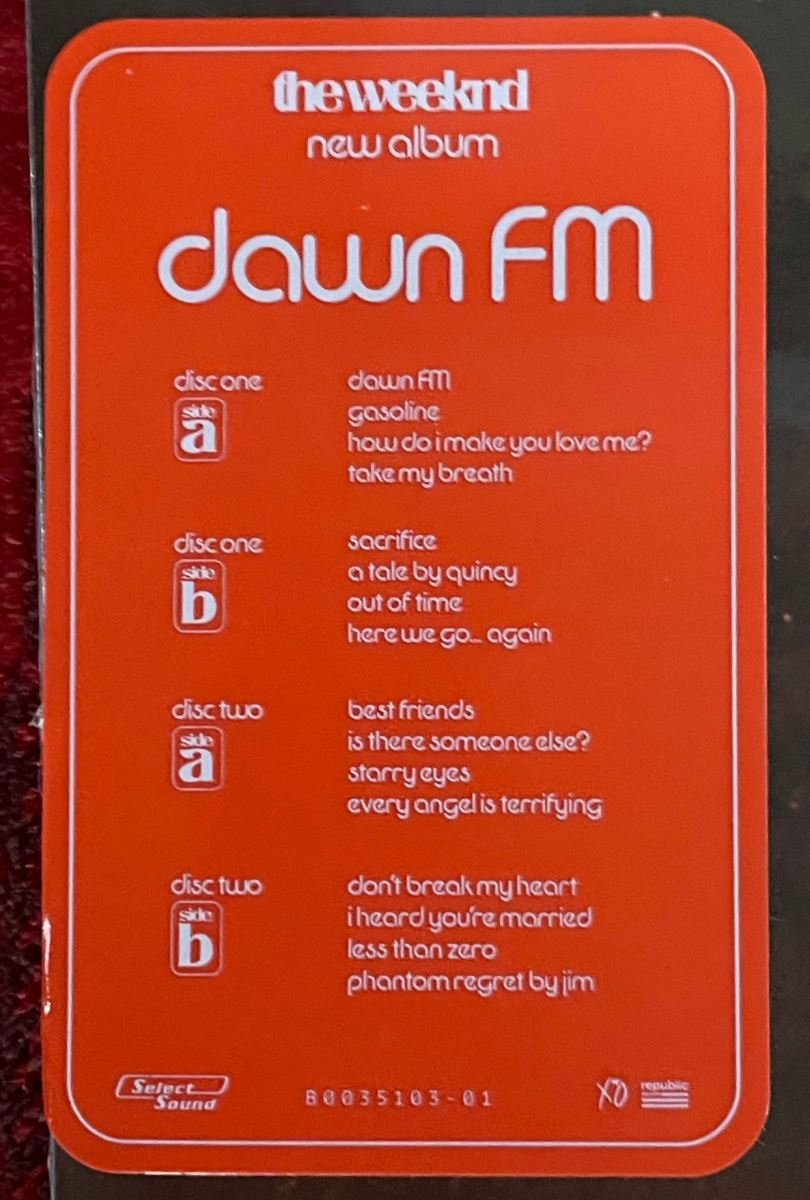 the weeknd
new album
dawn FM
disc one
side
a
dawn FM
gasoline
how do i make you love me?
take my breath
disc one
side
b
sacrifice
a tale by quincy
out of time
here we go... again
disc two
side
a
best friends
is there someone else?
starry eyes
every angel is terrifying
disc two
side
b
don't break my heart
i heard you're married
less than zero
phantom regret by jim
Select
Sound
B0035103-01
XO
republic